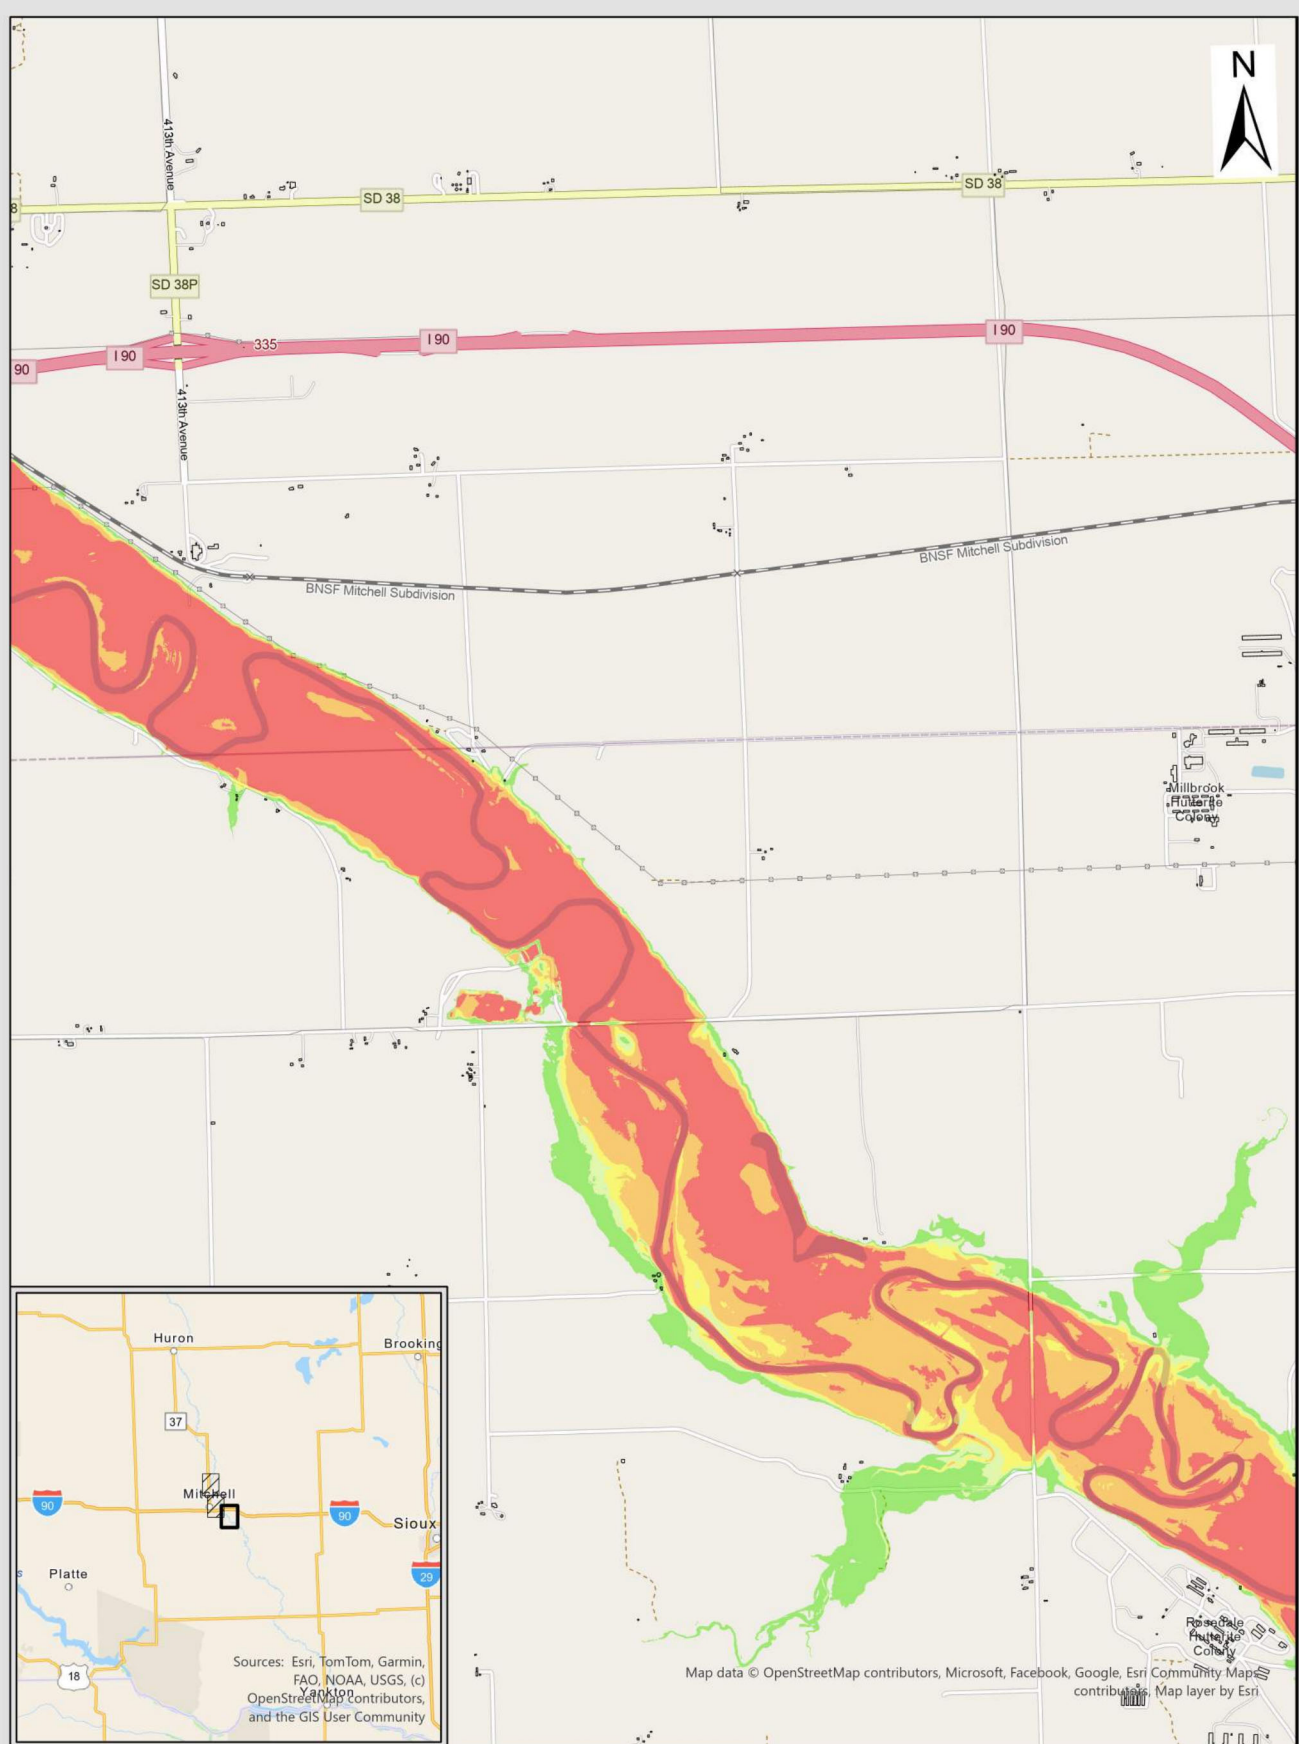 N
413th Avenue
SD 38
SD 38
8
SD 38P
I 90
I 90
I 90
335
90
413th Avenue
BNSF Mitchell Subdivision
BNSF Mitchell Subdivision
Millbrook
Hutterite
Colony
Huron
Brooking
37
Mitchell
90
90
Sioux
29
Platte
s
18
Yankton
Sources: Esri, TomTom, Garmin,
FAO, NOAA, USGS, (c)
OpenStreetMap contributors,
and the GIS User Community
Rosedale
Hutterite
Colony
Map data © OpenStreetMap contributors, Microsoft, Facebook, Google, Esri Community Maps
contributors, Map layer by Esri